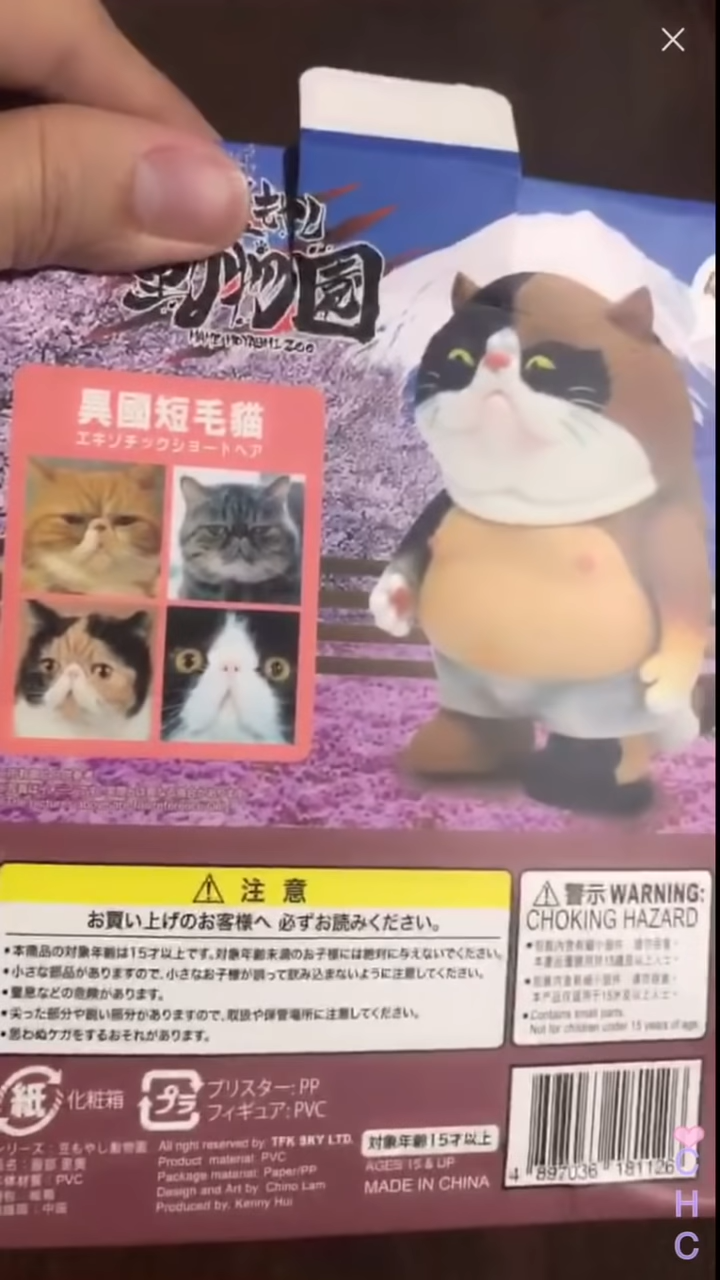 もやし
動物園
MAME MOYASHI ZOO
異國短毛貓
エキゾチックショートヘア
注意
お買い上げのお客様へ 必ずお読みください。
•本商品の対象年齢は15才以上です。対象年齢未満のお子様には絶対に与えないでください。
•小さな部品がありますので、小さなお子様が誤って飲み込まないように注意してください。
•窒息などの危険があります。
•尖った部分や鋭い部分がありますので、取扱や保管場所に注意してください。
•思わぬケガをするおそれがあります。
警示 WARNING:
CHOKING HAZARD
•Contains small parts.
Not for children under 15 years of age.
紙 化粧箱
プラ ブリスター: PP
フィギュア: PVC
シリーズ : 豆もやし動物園
: PVC
: 中国
All right reserved by: TFK SKY LTD.
Product material: PVC
Package material: Paper/PP
Design and Art by: Chino Lam
Produced by: Kenny Hui
対象年齢15才以上
AGES 15 & UP
MADE IN CHINA
4 897036 181126
C
H
C